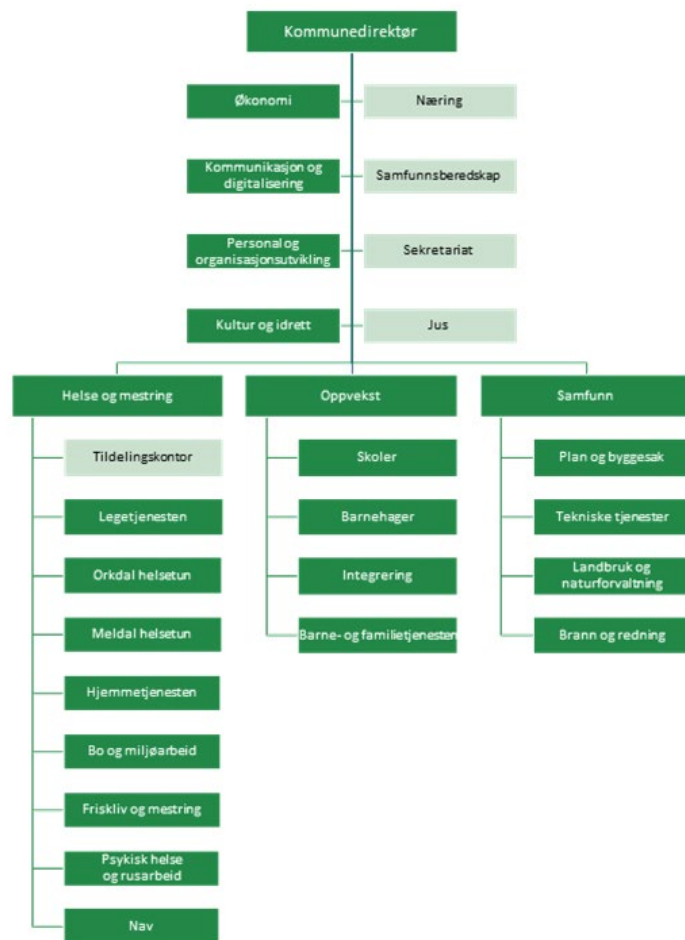 Kommunedirektør
Økonomi
Næring
Kommunikasjon og
digitalisering
Samfunnsberedskap
Personal og
organisasjonsutvikling
Sekretariat
Kultur og idrett
Jus
Helse og mestring
Oppvekst
Samfunn
Tildelingskontor
Legetjenesten
Orkdal helsetun
Meldal helsetun
Hjemmetjenesten
Bo og miljøarbeid
Friskliv og mestring
Psykisk helse
og rusarbeid
Nav
Skoler
Barnehager
Integrering
Barne- og familietjenesten
Plan og byggesak
Tekniske tjenester
Landbruk og
naturforvaltning
Brann og redning